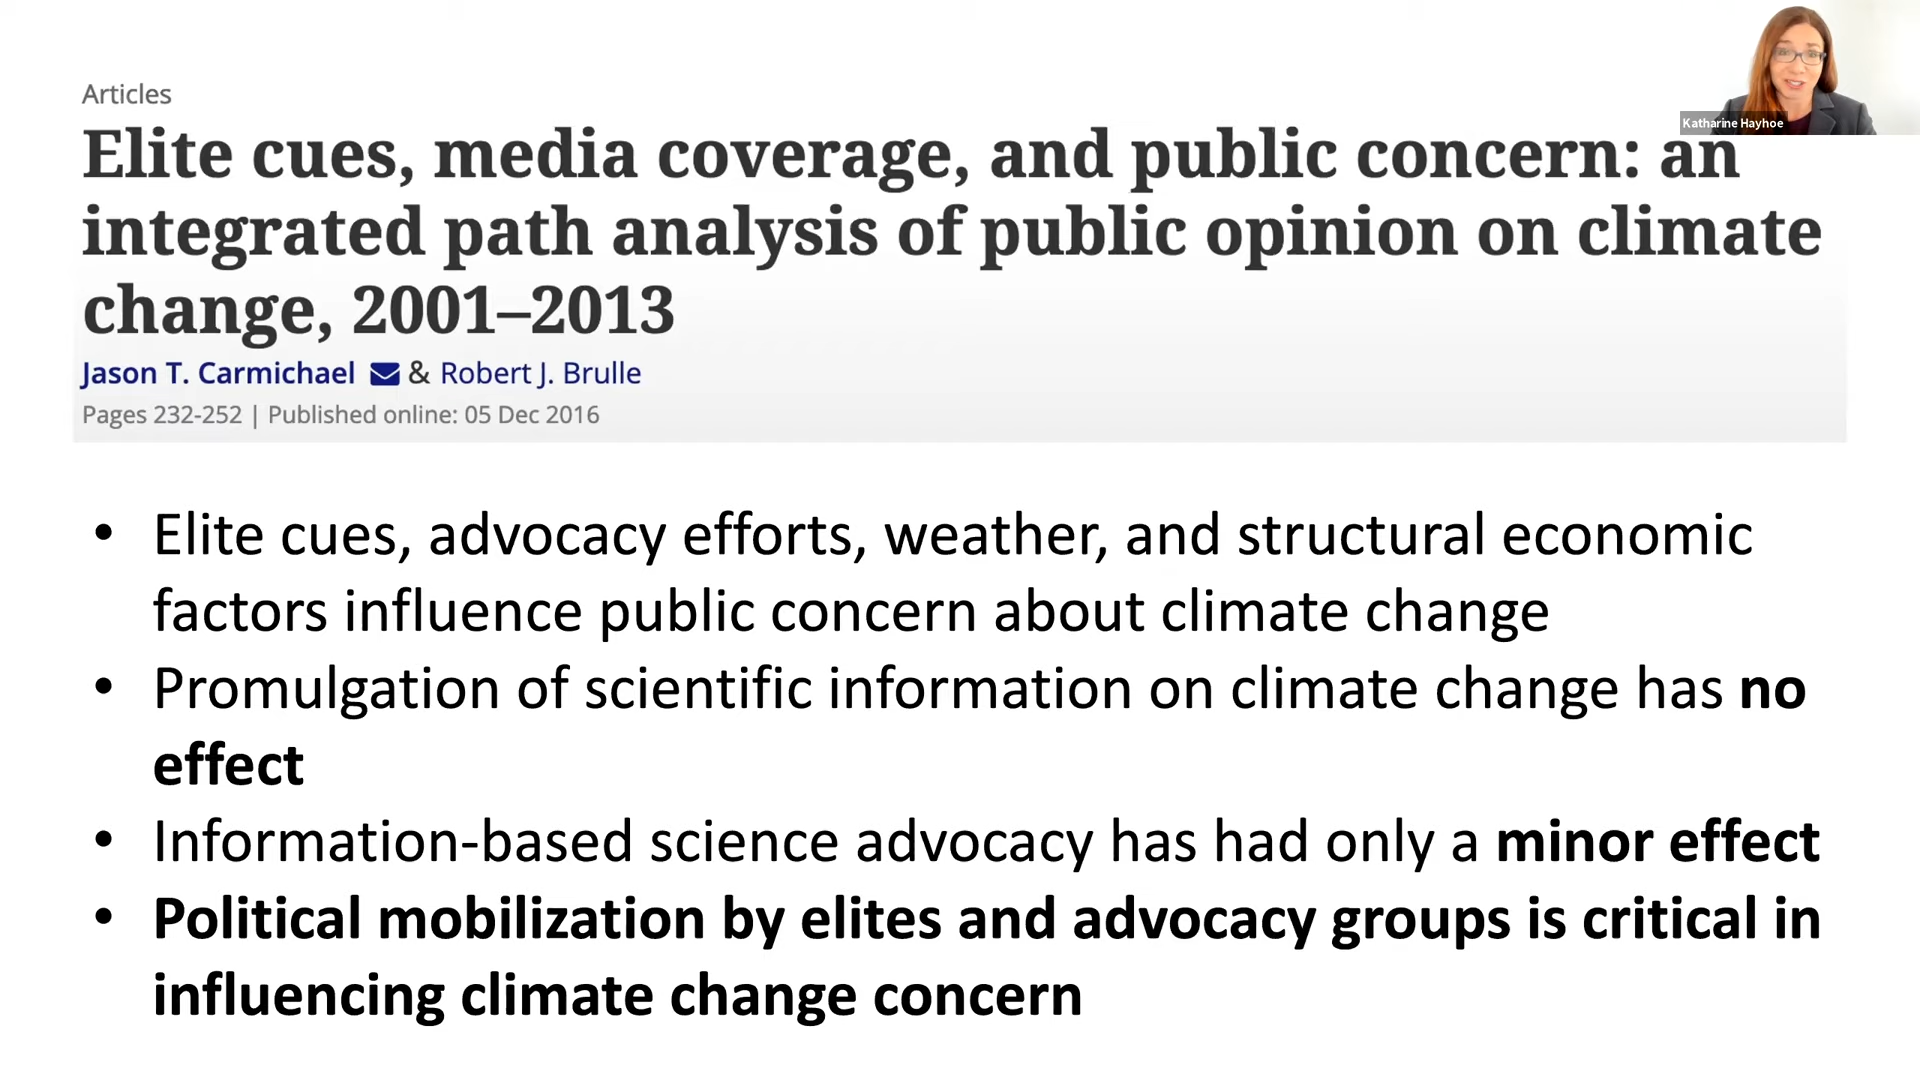 Katharine Hayhoe
Articles
Elite cues, media coverage, and public concern: an
integrated path analysis of public opinion on climate
change, 2001–2013
Jason T. Carmichael & Robert J. Brulle
Pages 232-252 | Published online: 05 Dec 2016
• Elite cues, advocacy efforts, weather, and structural economic
factors influence public concern about climate change
• Promulgation of scientific information on climate change has no
effect
• Information-based science advocacy has had only a minor effect
• Political mobilization by elites and advocacy groups is critical in
influencing climate change concern